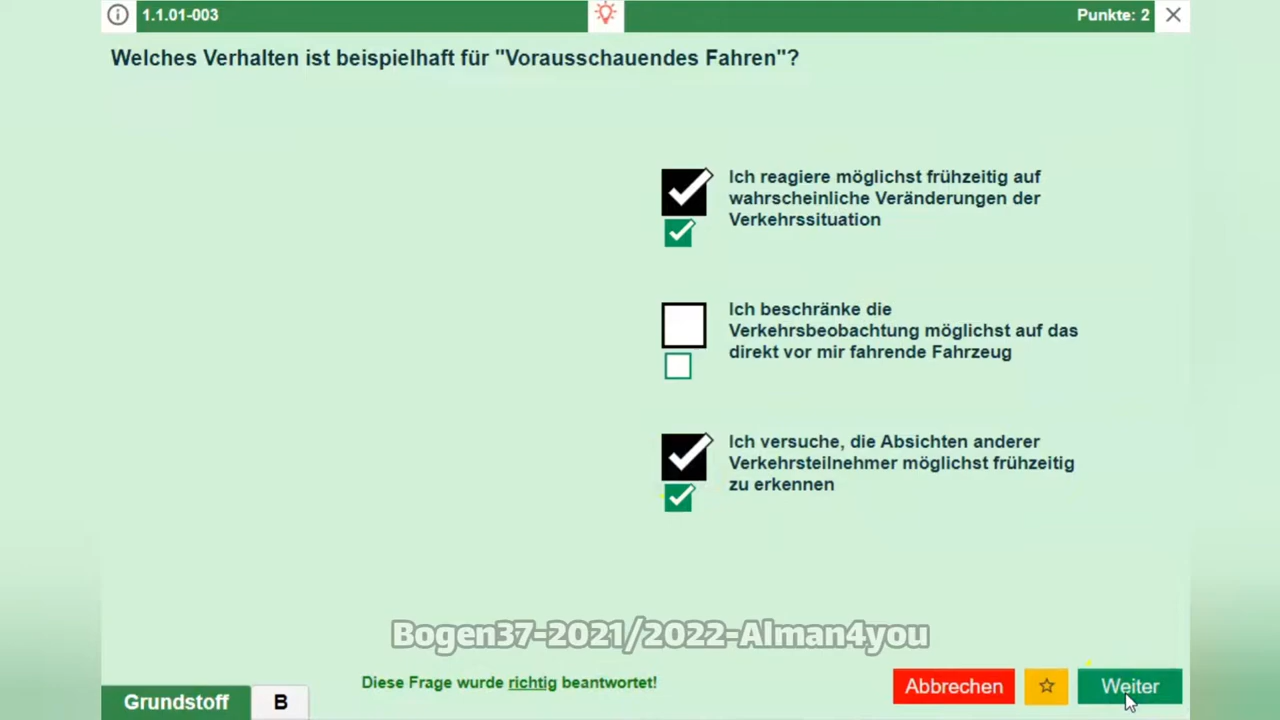 1.1.01-003
Punkte: 2
Welches Verhalten ist beispielhaft für "Vorausschauendes Fahren"?
Ich reagiere möglichst frühzeitig auf
wahrscheinliche Veränderungen der
Verkehrssituation
Ich beschränke die
Verkehrsbeobachtung möglichst auf das
direkt vor mir fahrende Fahrzeug
Ich versuche, die Absichten anderer
Verkehrsteilnehmer möglichst frühzeitig
zu erkennen
Bogen37-2021/2022-Alman4you
Diese Frage wurde richtig beantwortet!
Abbrechen
Weiter
Grundstoff
B